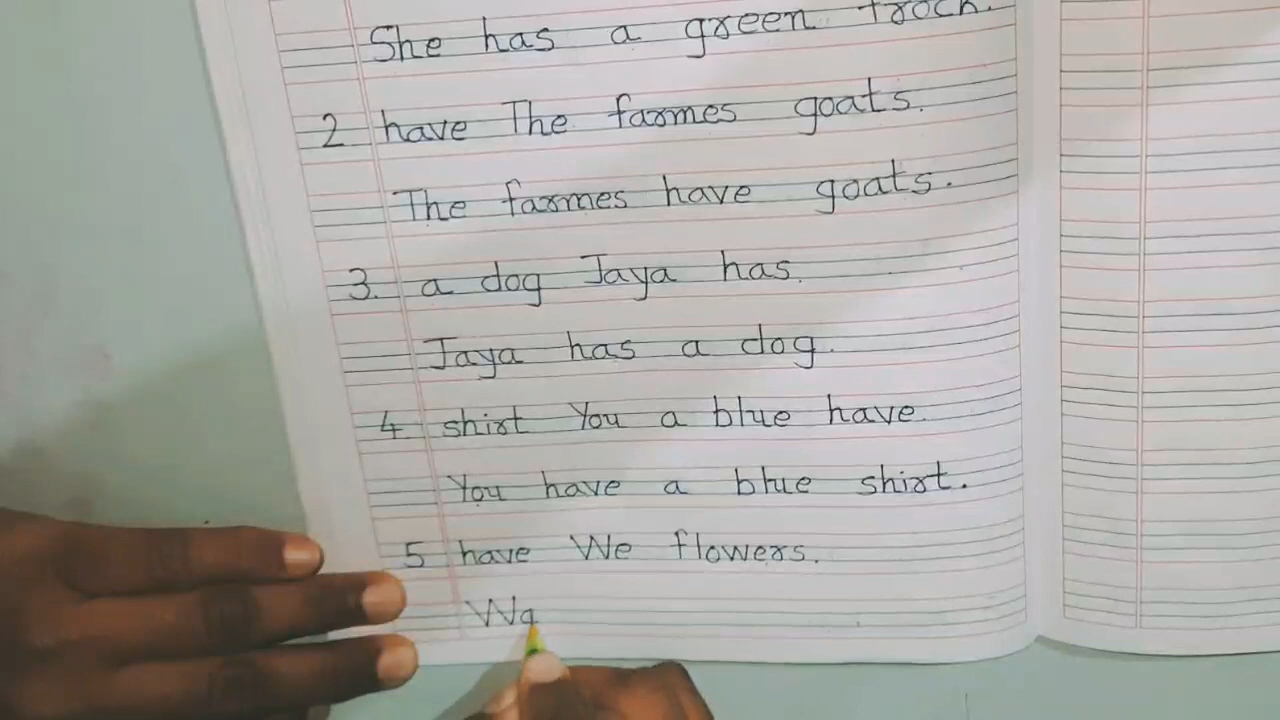 She has a green frock.
2 have The farmes goats.
The farmes have goats.
3. a dog Jaya has.
Jaya has a dog.
4 shirt You a blue have.
You have a blue shirt.
5 have We flowers.